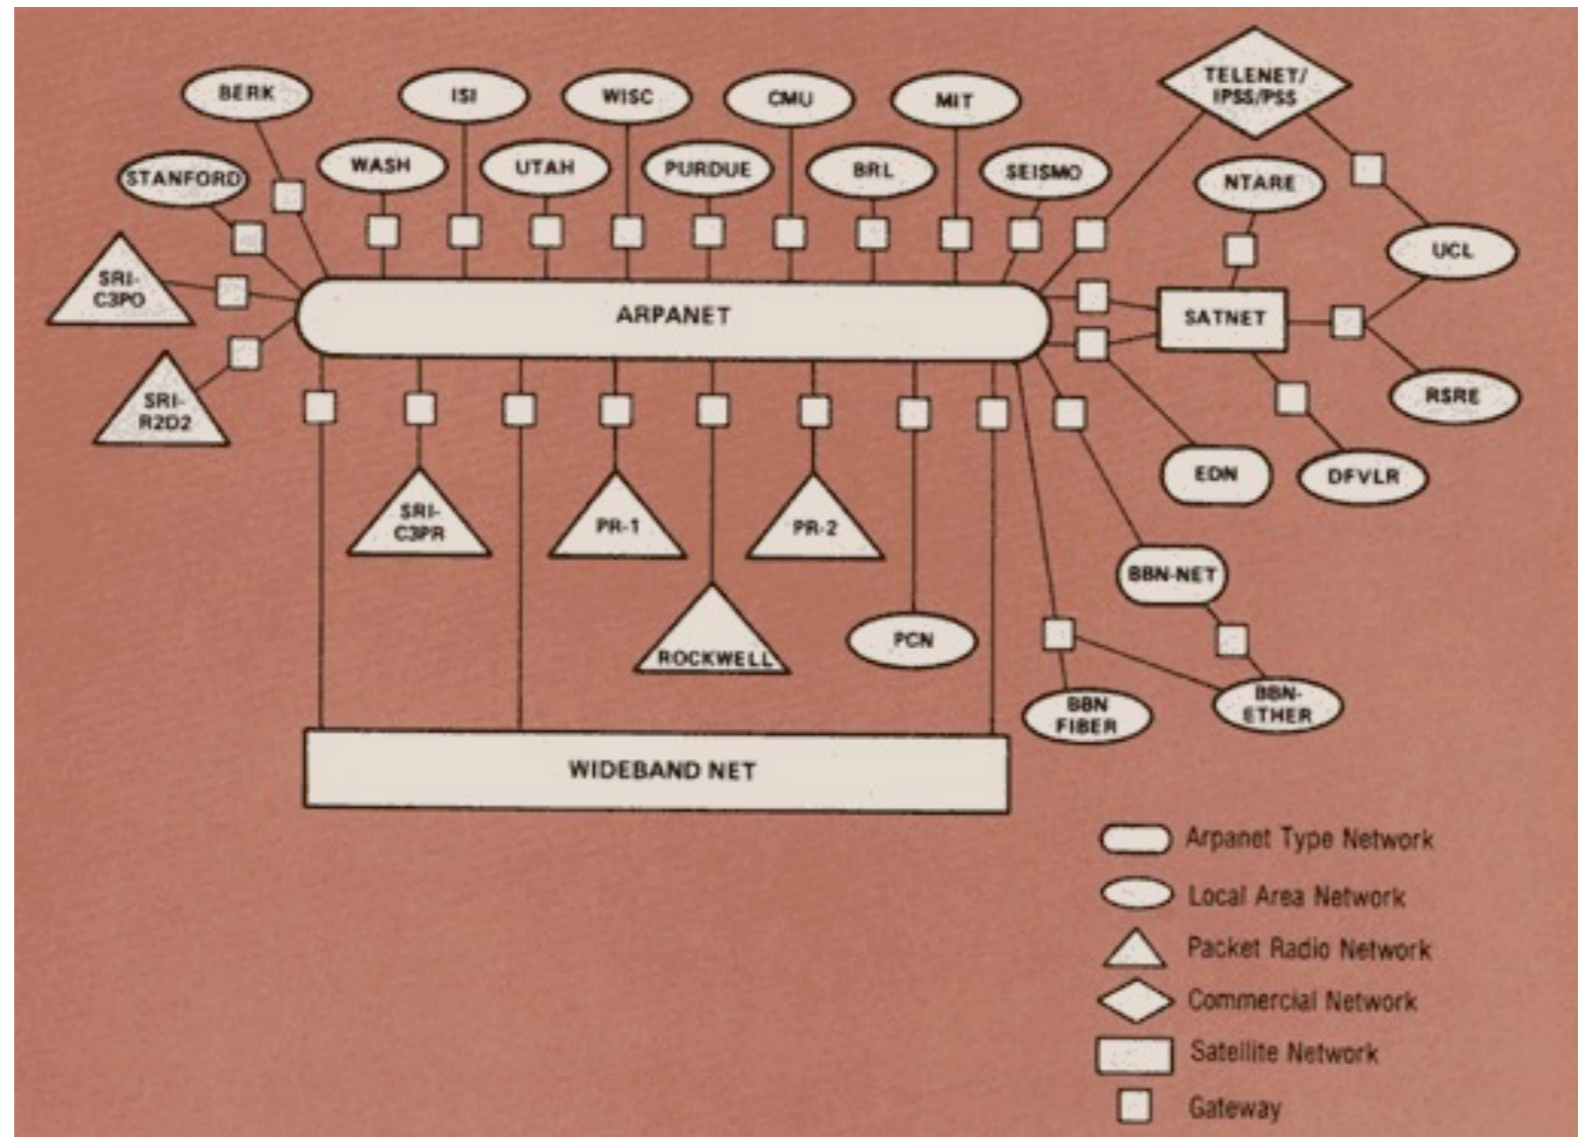 BERK
ISI
WISC
CMU
MIT
TELENET/
IPSS/PSS
STANFORD
WASH
UTAH
PURDUE
BRL
SEISMO
NTARE
UCL
SRI-
C3PO
ARPANET
SATNET
SRI-
R2D2
RSRE
EDN
DFVLR
SRI-
C3PR
PR-1
PR-2
BBN-NET
ROCKWELL
PCN
BBN
FIBER
BBN-
ETHER
WIDEBAND NET
Arpanet Type Network
Local Area Network
Packet Radio Network
Commercial Network
Satellite Network
Gateway